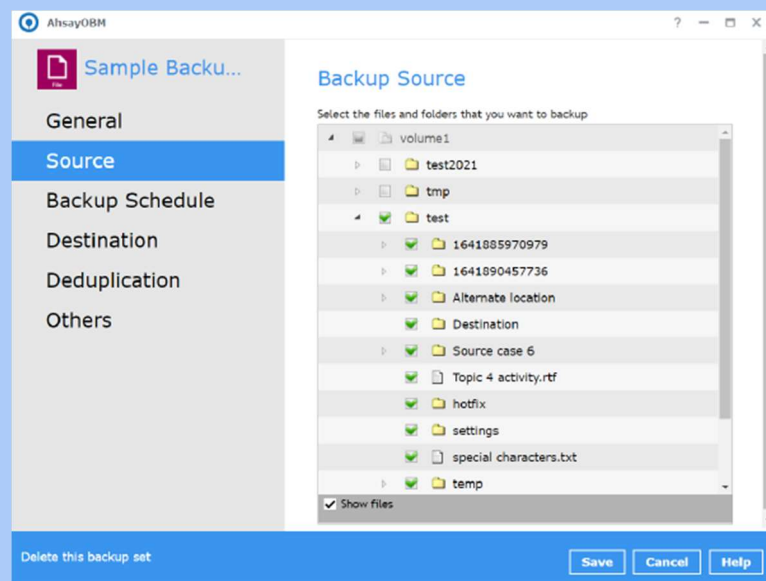 AhsayOBM
File
Sample Backu...
General
Source
Backup Schedule
Destination
Deduplication
Others
Backup Source
Select the files and folders that you want to backup
volume1
test2021
tmp
test
1641885970979
1641890457736
Alternate location
Destination
Source case 6
Topic 4 activity.rtf
hotfix
settings
special characters.txt
temp
Show files
Delete this backup set
Save Cancel Help